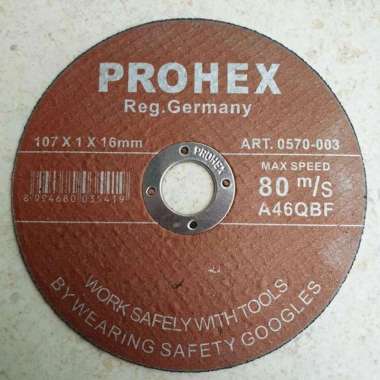 PROHEX
Reg.Germany
107 X 1 X 16mm
ART. 0570-003
PROHEX
MAX SPEED
80 m/s
A46QBF
WORK SAFELY WITH TOOLS
BY WEARING SAFETY GOOGLES